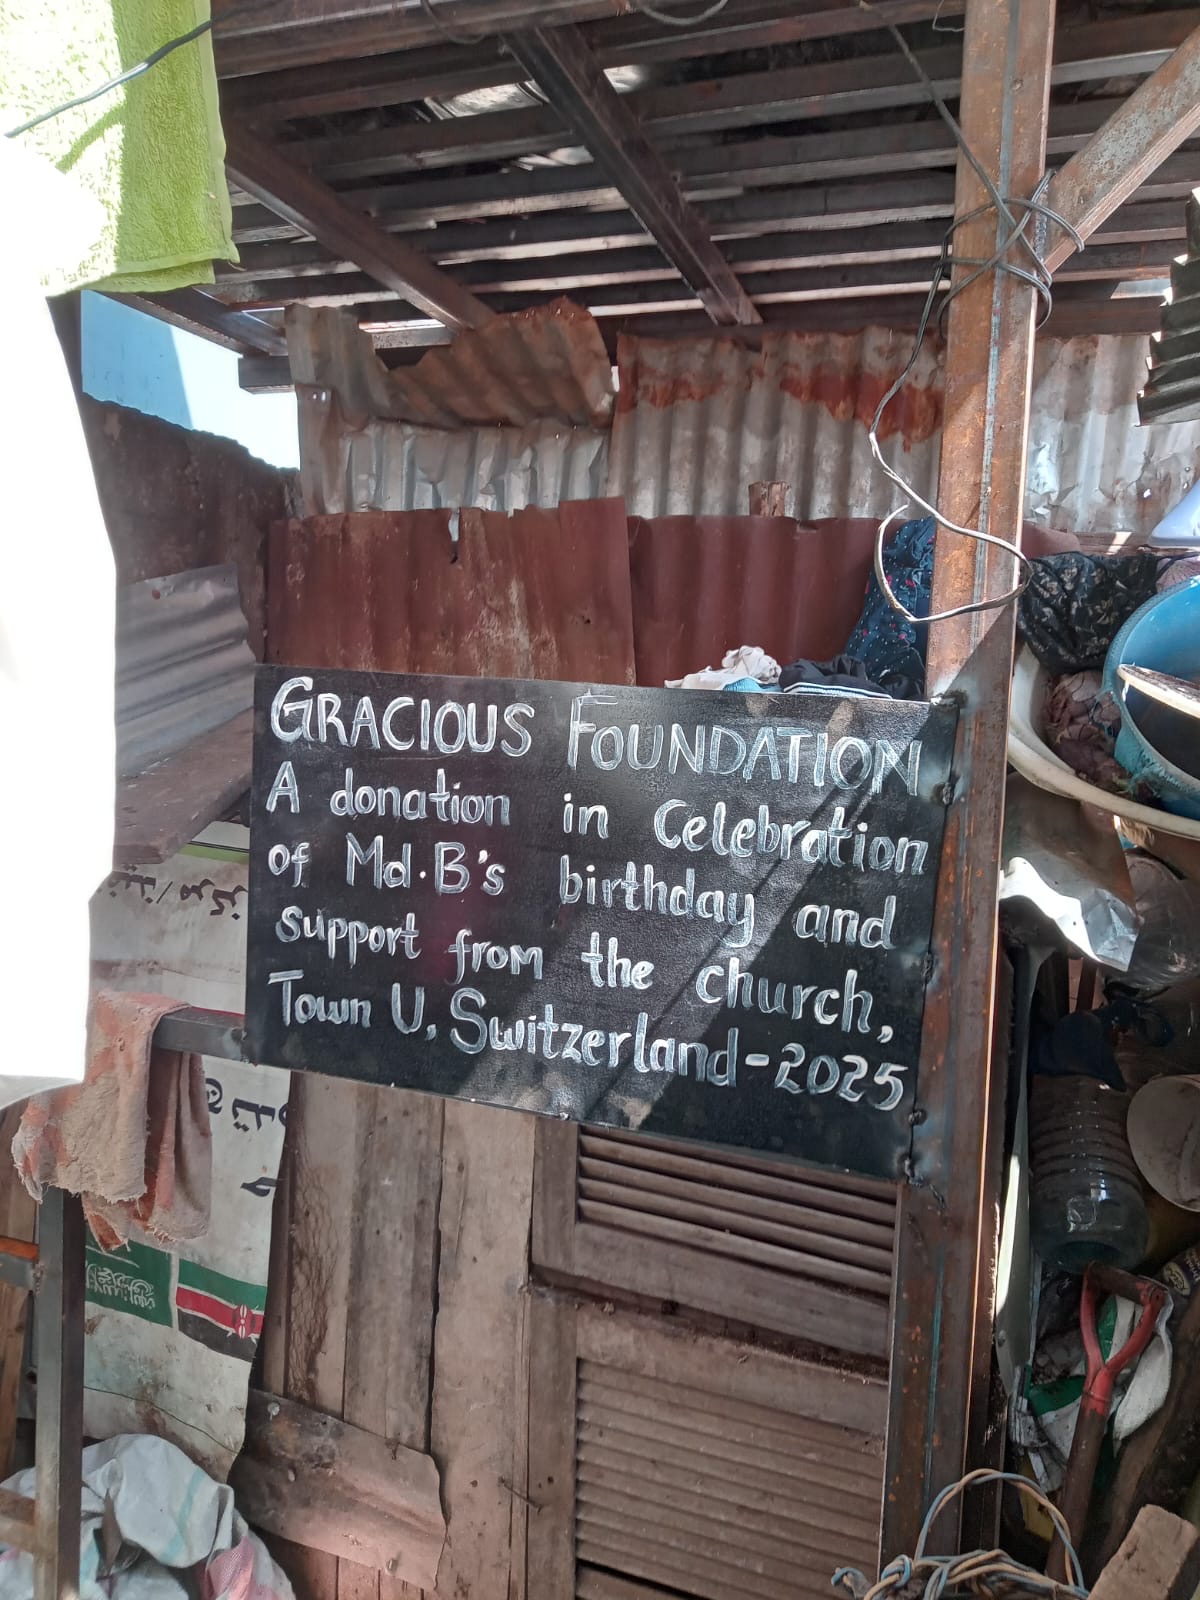 GRACIOUS FOUNDATION
A donation in Celebration
of Md.B's birthday and
support from the church,
Town U, Switzerland-2025